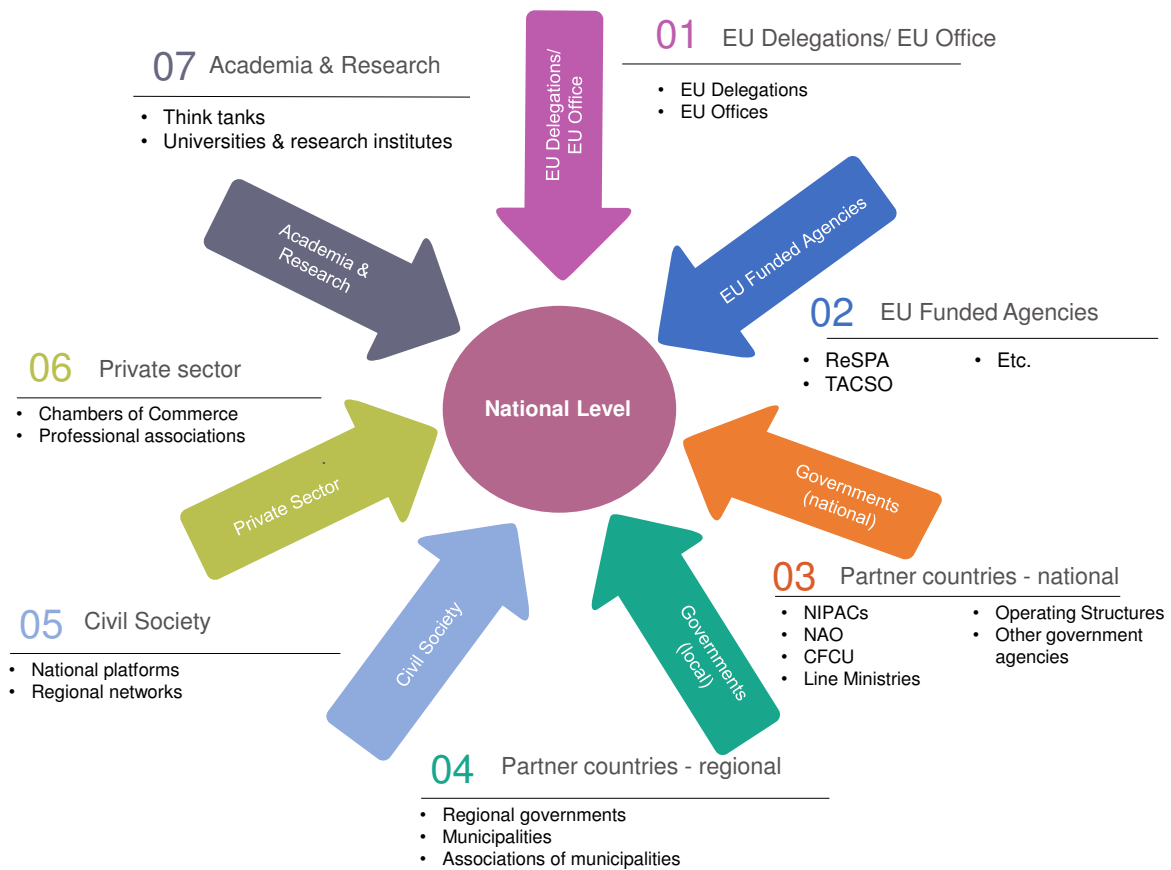 01 EU Delegations/ EU Office
• EU Delegations
• EU Offices
EU Delegations/
EU Office
07 Academia & Research
• Think tanks
• Universities & research institutes
Academia &
Research
EU Funded Agencies
02 EU Funded Agencies
• ReSPA
• TACSO
• Etc.
National Level
06 Private sector
• Chambers of Commerce
• Professional associations
Private Sector
Governments
(national)
03 Partner countries - national
• NIPACs
• NAO
• CFCU
• Line Ministries
• Operating Structures
• Other government
agencies
05 Civil Society
• National platforms
• Regional networks
Civil Society
Governments
(local)
04 Partner countries - regional
• Regional governments
• Municipalities
• Associations of municipalities